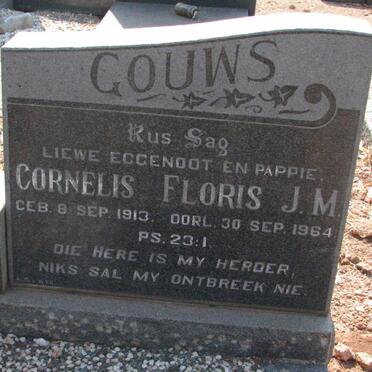 GOUWS
Rus Sag
LIEWE EGGENOOT EN PAPPIE.
CORNELIS FLORIS J.M.
GEB. 8 SEP. 1913. OORL. 30 SEP. 1964.
PS. 23:1.
DIE HERE IS MY HERDER,
NIKS SAL MY ONTBREEK NIE.